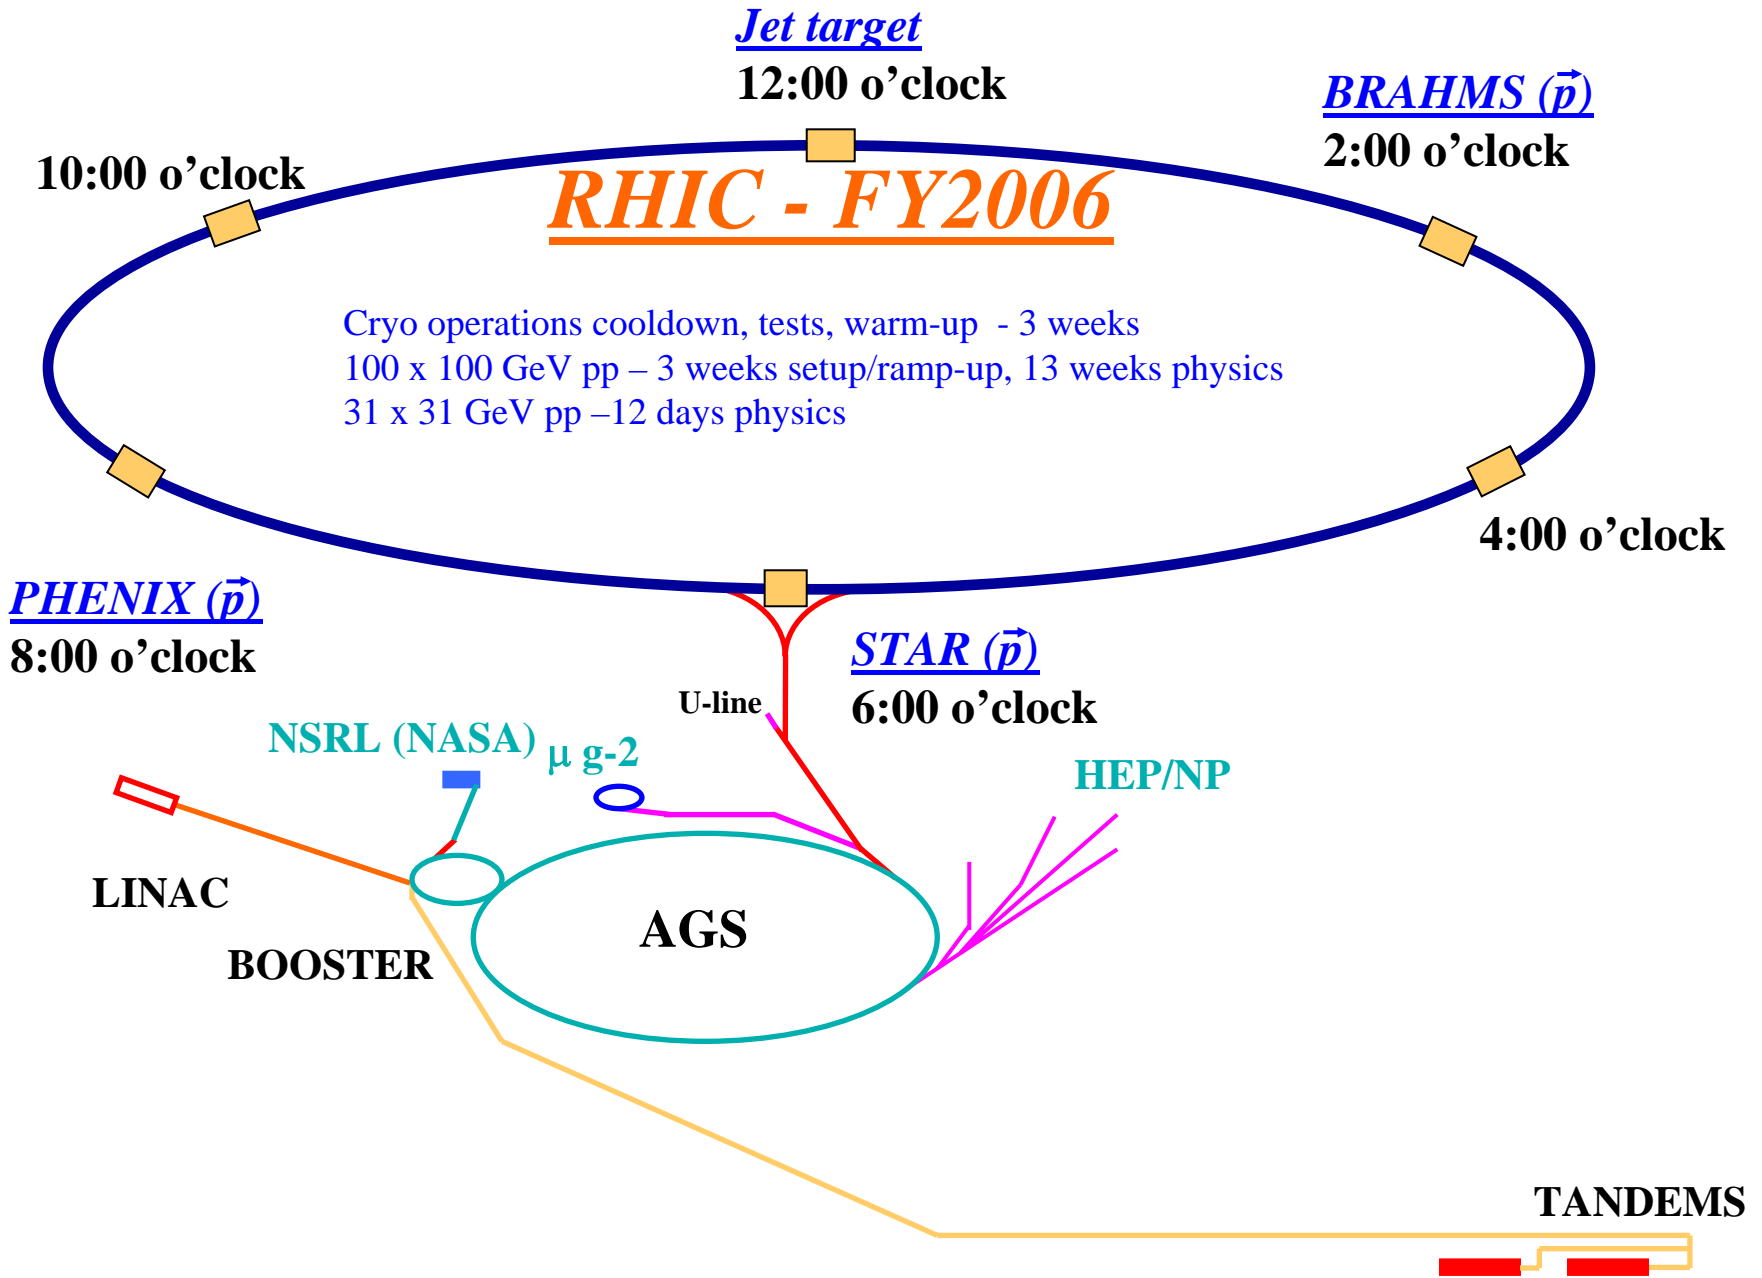 Jet target
12:00 o’clock
BRAHMS (p⃗)
2:00 o’clock
10:00 o’clock
RHIC - FY2006
Cryo operations cooldown, tests, warm-up - 3 weeks
100 x 100 GeV pp – 3 weeks setup/ramp-up, 13 weeks physics
31 x 31 GeV pp –12 days physics
4:00 o’clock
PHENIX (p⃗)
8:00 o’clock
STAR (p⃗)
6:00 o’clock
U-line
NSRL (NASA)
μ g-2
HEP/NP
LINAC
AGS
BOOSTER
TANDEMS